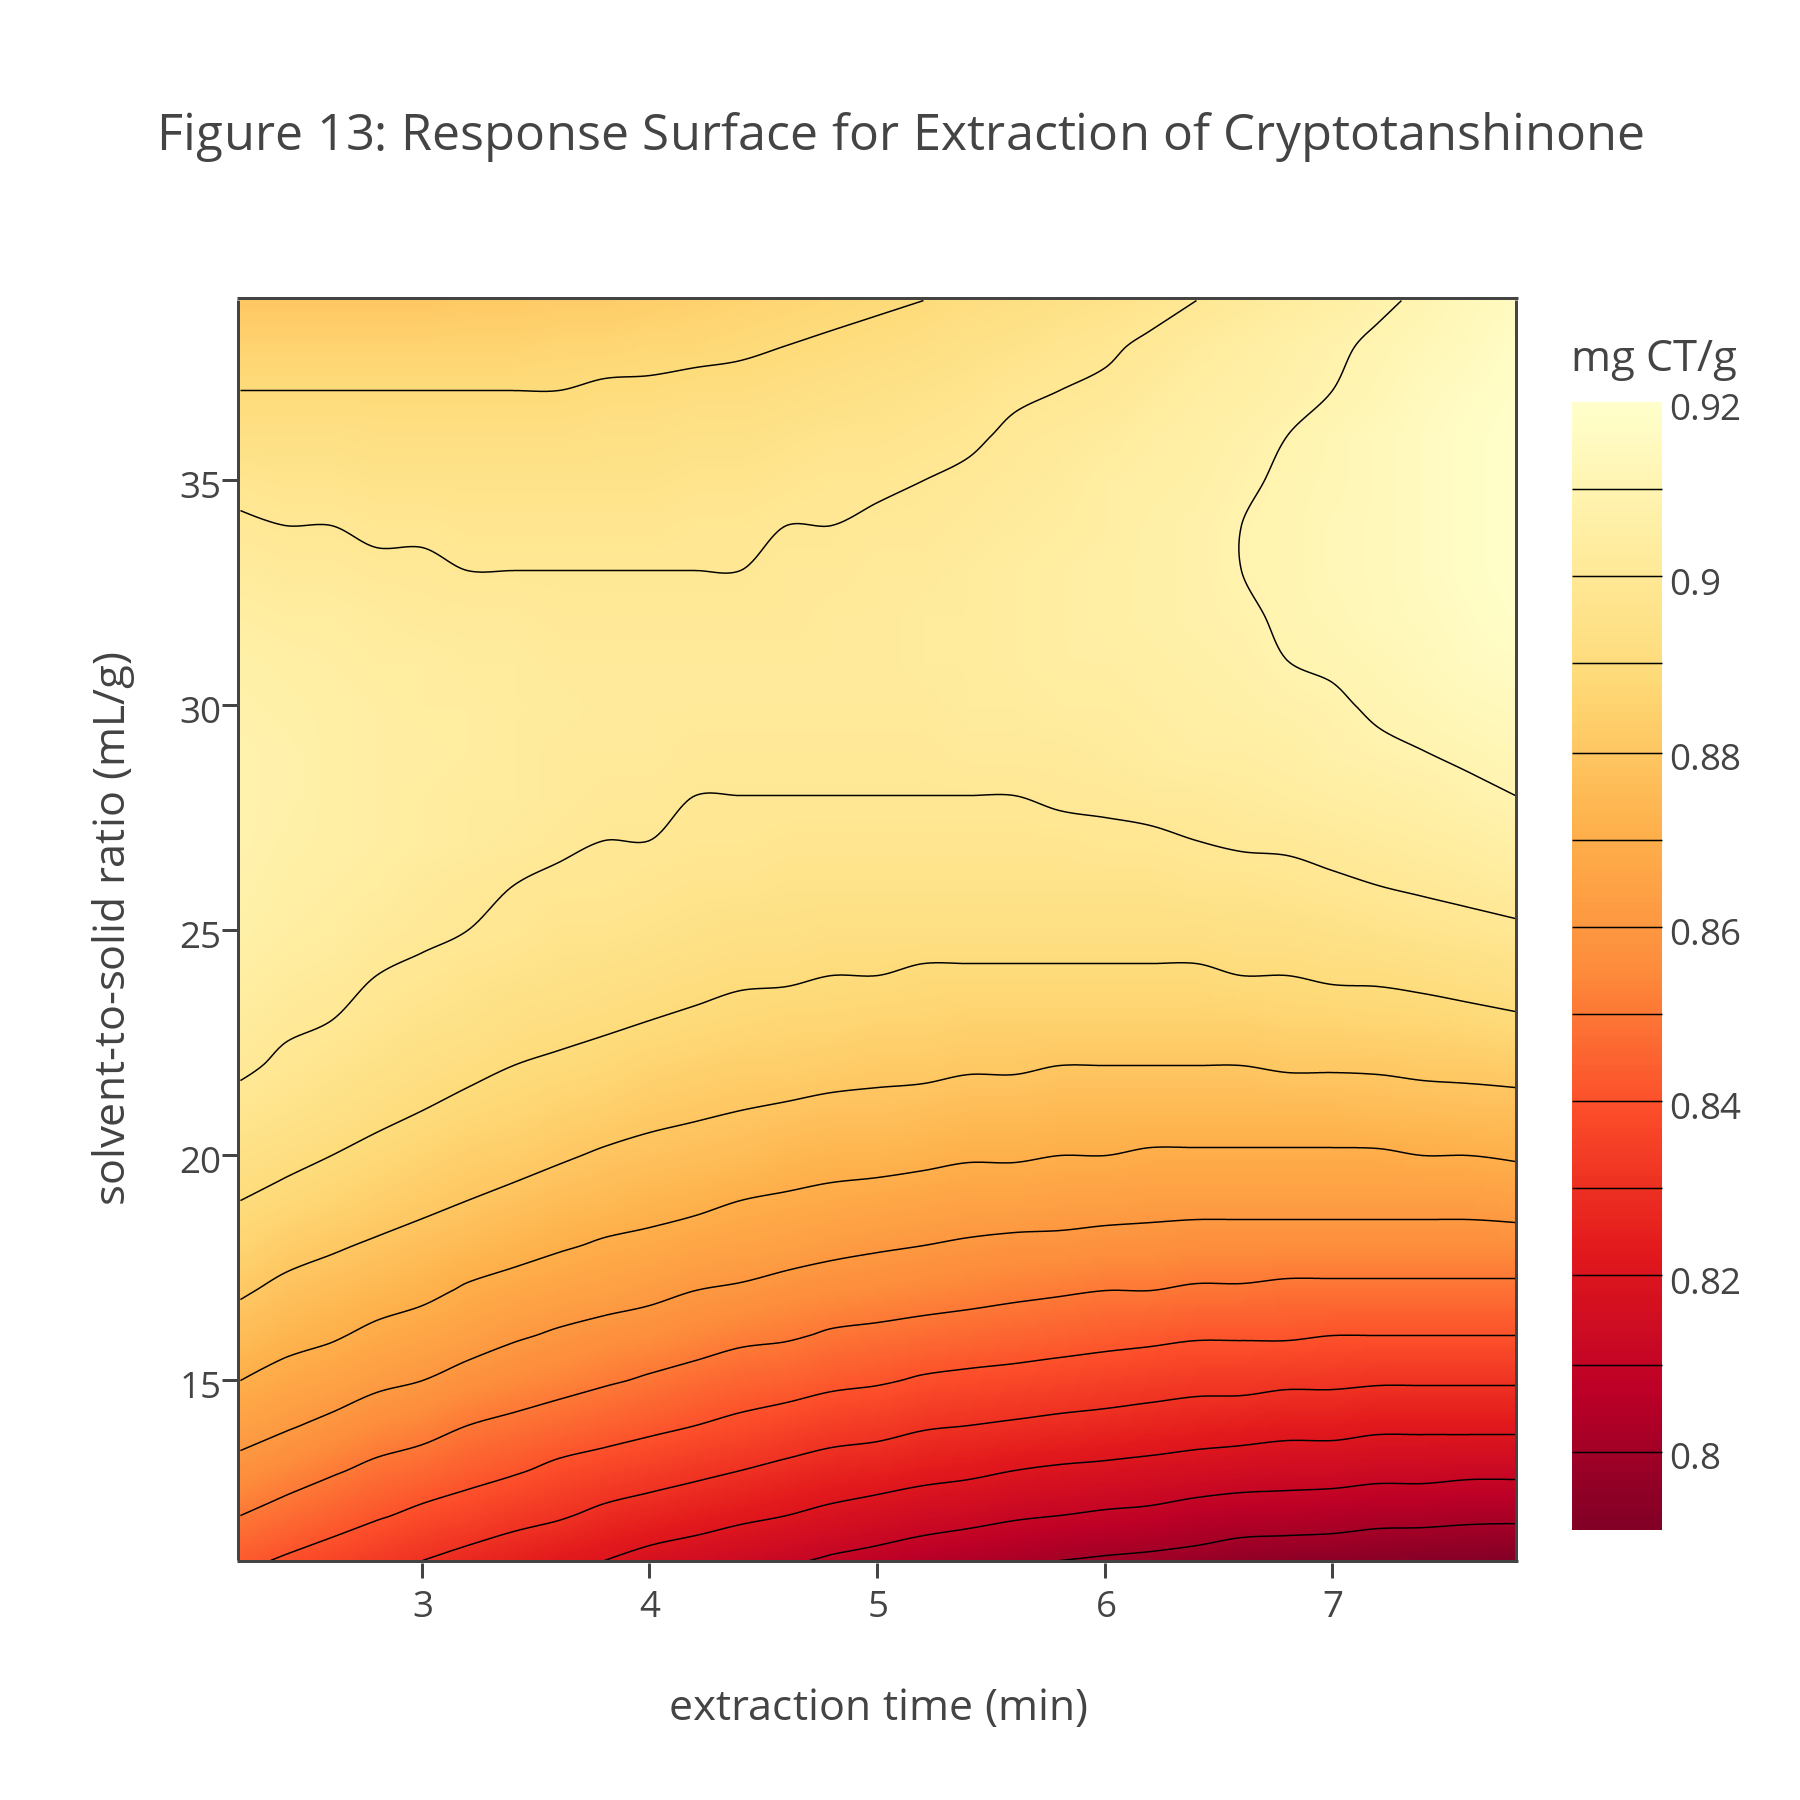 Figure 13: Response Surface for Extraction of Cryptotanshinone
mg CT/g
0.92
0.9
0.88
0.86
0.84
0.82
0.8
solvent-to-solid ratio (mL/g)
35
30
25
20
15
3 4 5 6 7
extraction time (min)